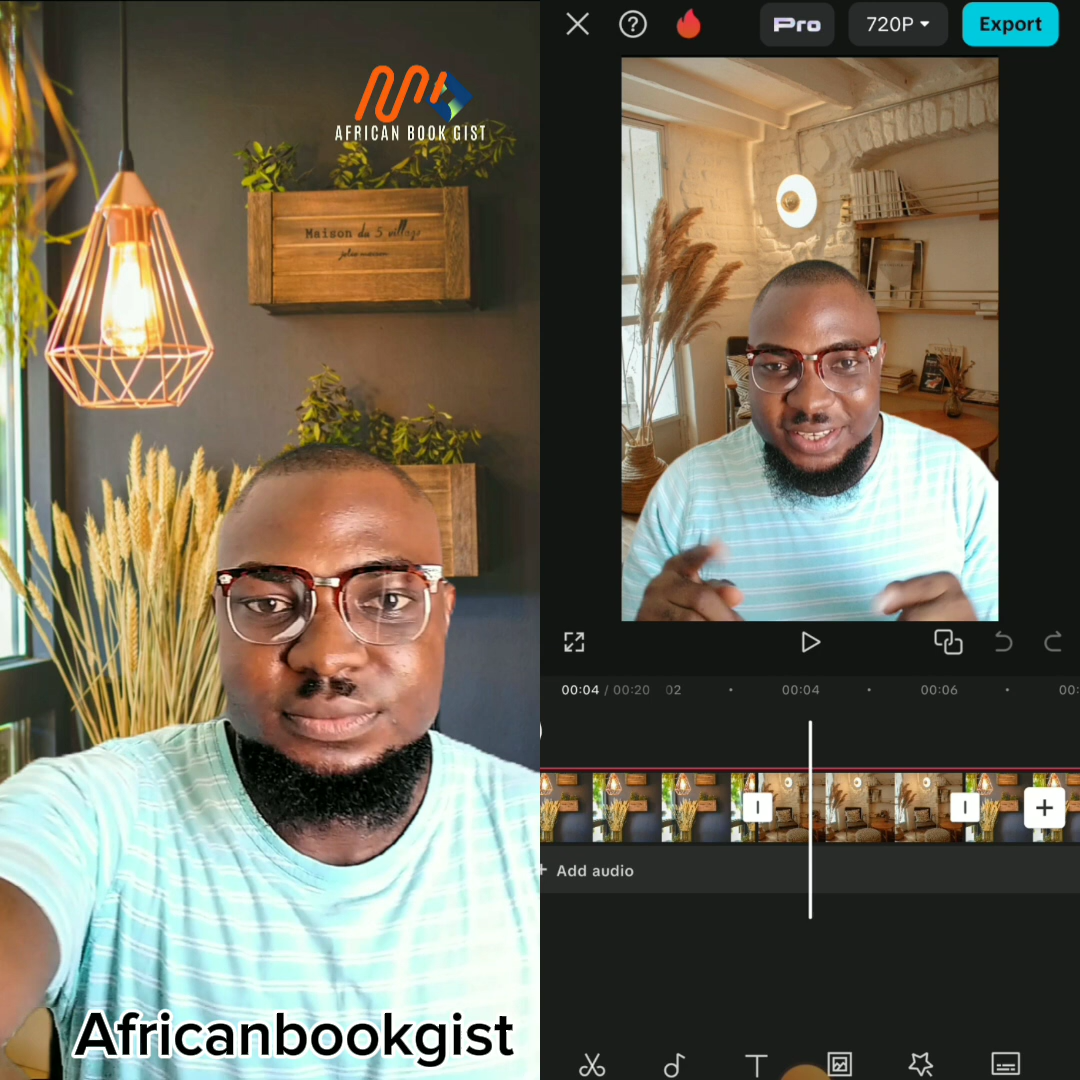 AFRICAN BOOK GIST
Maison du 5 village
Africanbookgist
Pro
720P
Export
00:04 / 00:20
02
00:04
00:06
00:
+ Add audio